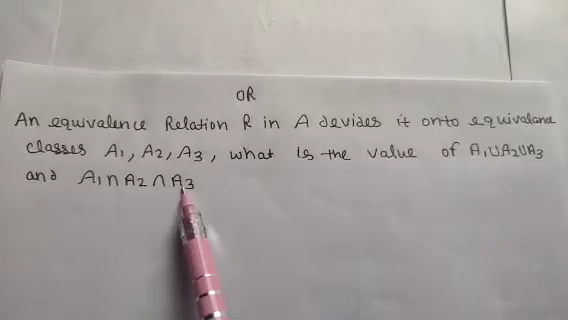 OR
An equivalence Relation R in A devides it onto equivalance
classes A1, A2, A3, what is the value of A1∪A2∪A3
and A1∩A2∩A3